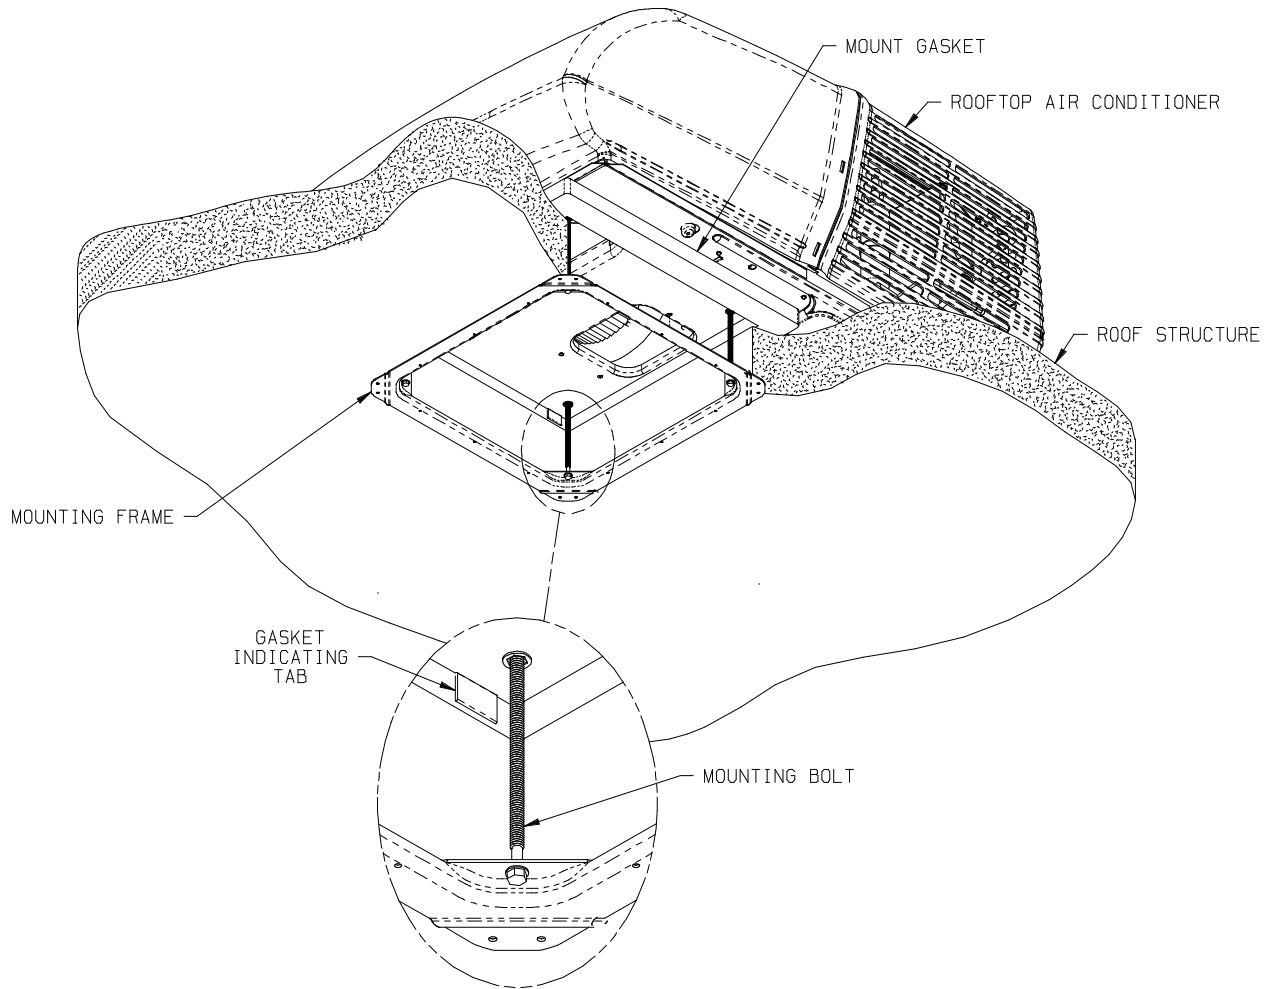 MOUNT GASKET
ROOFTOP AIR CONDITIONER
ROOF STRUCTURE
MOUNTING FRAME
GASKET
INDICATING
TAB
MOUNTING BOLT